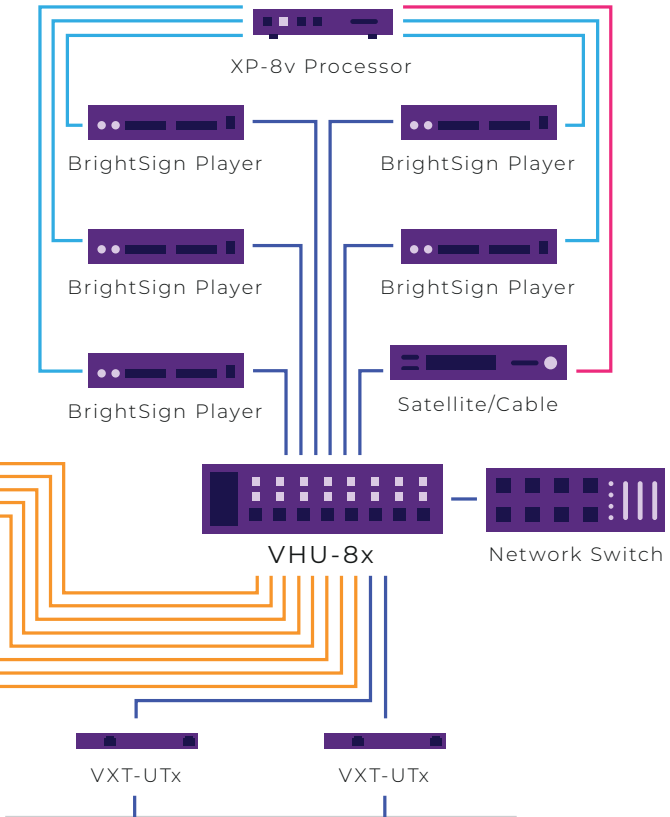 XP-8v Processor
BrightSign Player
BrightSign Player
BrightSign Player
BrightSign Player
BrightSign Player
Satellite/Cable
VHU-8x
Network Switch
VXT-UTx
VXT-UTx